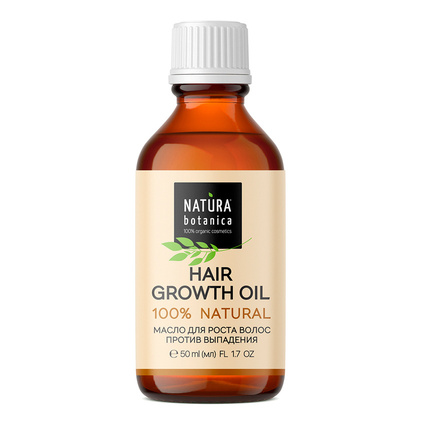 NATURA
botanica
100% organic cosmetics
HAIR
GROWTH OIL
100% NATURAL
МАСЛО ДЛЯ РОСТА ВОЛОС
ПРОТИВ ВЫПАДЕНИЯ
℮ 50 ml (мл) FL 1.7 OZ